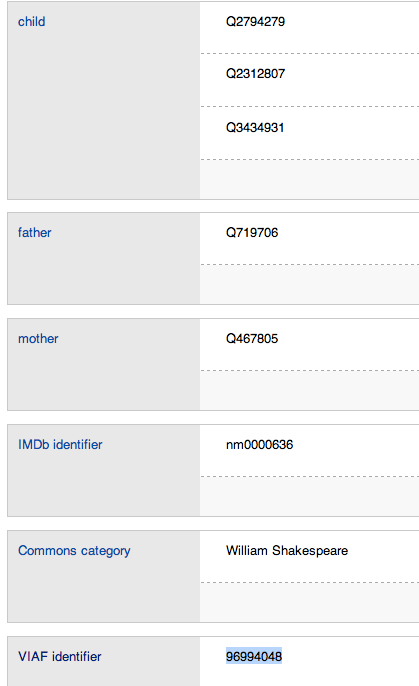 child
Q2794279
Q2312807
Q3434931
father
Q719706
mother
Q467805
IMDb identifier
nm0000636
Commons category
William Shakespeare
VIAF identifier
96994048